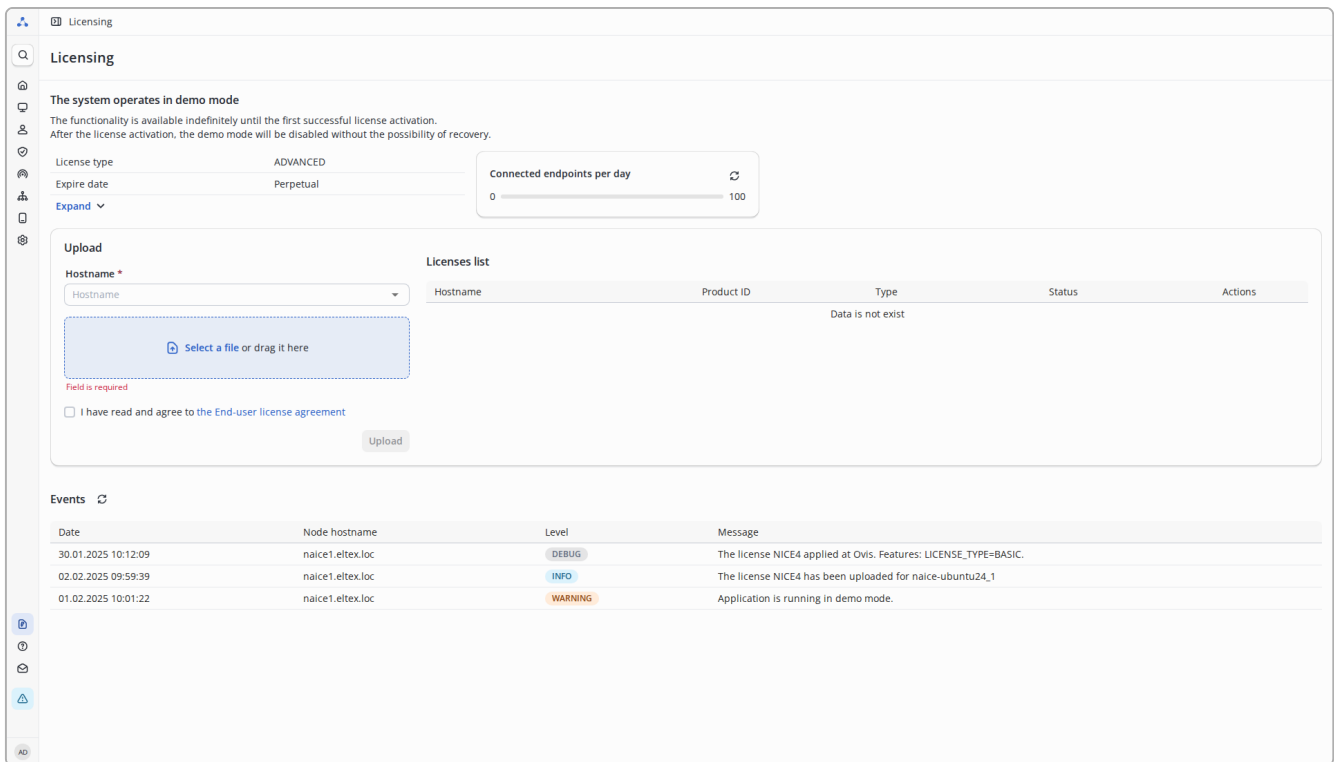 Licensing
Licensing
The system operates in demo mode
The functionality is available indefinitely until the first successful license activation.
After the license activation, the demo mode will be disabled without the possibility of recovery.
License type ADVANCED
Expire date Perpetual
Expand
Connected endpoints per day
0 100
Upload
Hostname *
Hostname
Select a file or drag it here
Field is required
I have read and agree to the End-user license agreement
Upload
Licenses list
Hostname Product ID Type Status Actions
Data is not exist
Events
Date Node hostname Level Message
30.01.2025 10:12:09 naice1.eltex.loc DEBUG The license NICE4 applied at Ovis. Features: LICENSE_TYPE=BASIC.
02.02.2025 09:59:39 naice1.eltex.loc INFO The license NICE4 has been uploaded for naice-ubuntu24_1
01.02.2025 10:01:22 naice1.eltex.loc WARNING Application is running in demo mode.
AD